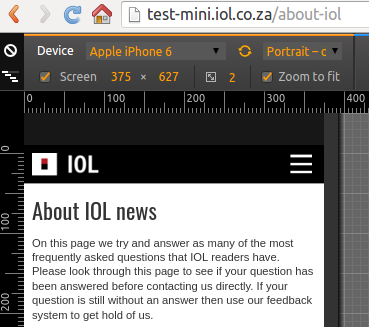 test-mini.iol.co.za/about-iol
Device Apple iPhone 6 Portrait – c
Screen 375 × 627 2 Zoom to fit
0 100 200 300 400
0
100
200
IOL
About IOL news
On this page we try and answer as many of the most
frequently asked questions that IOL readers have.
Please look through this page to see if your question has
been answered before contacting us directly. If your
question is still without an answer then use our feedback
system to get hold of us.